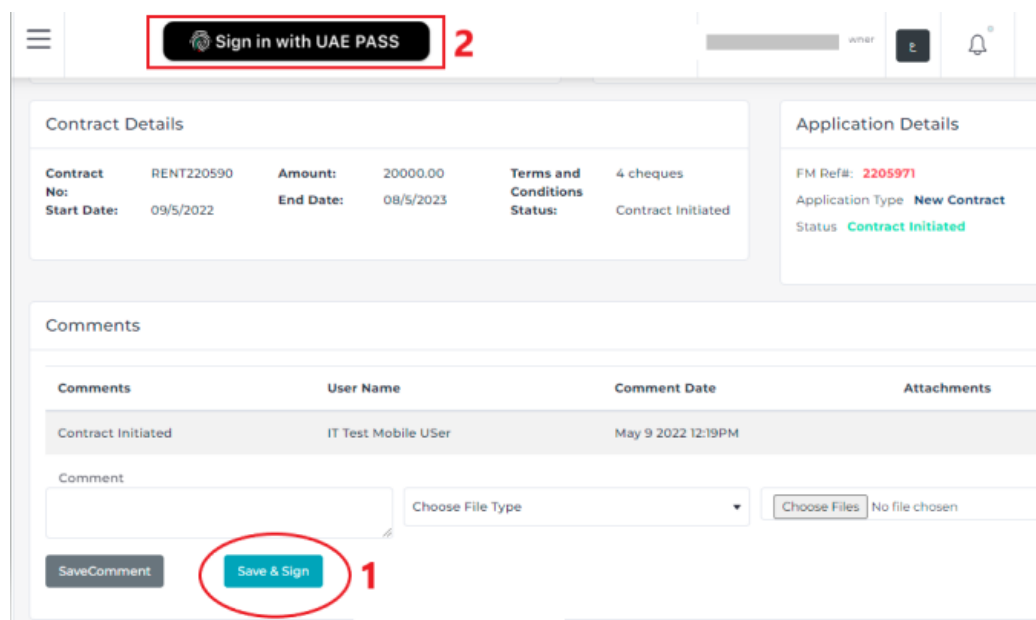 Sign in with UAE PASS
2
wner
ع
Contract Details
Application Details
Contract No:
RENT220590
Amount:
20000.00
Terms and Conditions
4 cheques
Start Date:
09/5/2022
End Date:
08/5/2023
Status:
Contract Initiated
FM Ref#: 2205971
Application Type New Contract
Status Contract Initiated
Comments
Comments User Name Comment Date Attachments
Contract Initiated IT Test Mobile USer May 9 2022 12:19PM
Comment
Choose File Type
Choose Files No file chosen
SaveComment
Save & Sign
1